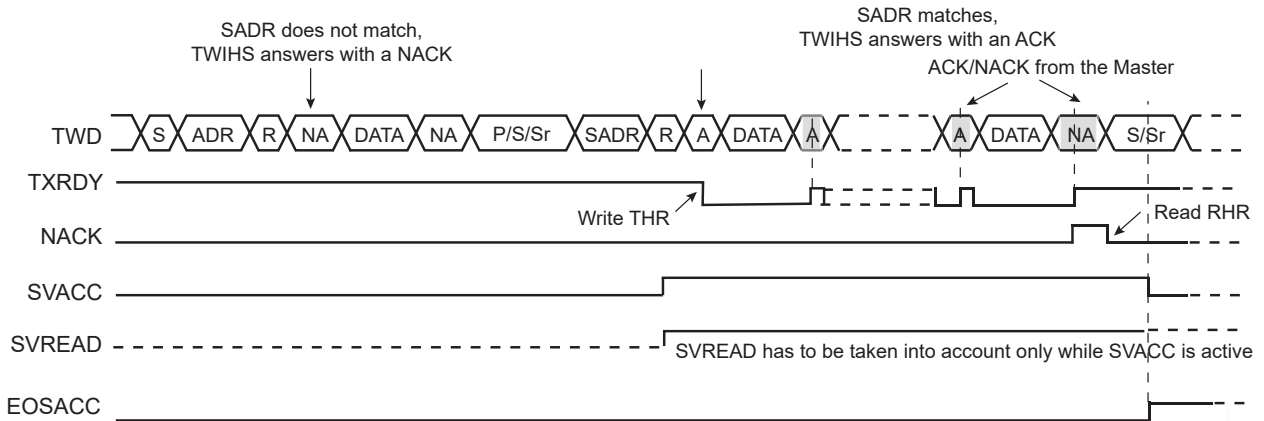 SADR does not match,
TWIHS answers with a NACK
SADR matches,
TWIHS answers with an ACK
ACK/NACK from the Master
TWD S ADR R NA DATA NA P/S/Sr SADR R A DATA A A DATA NA S/Sr
TXRDY
Write THR
Read RHR
NACK
SVACC
SVREAD
SVREAD has to be taken into account only while SVACC is active
EOSACC